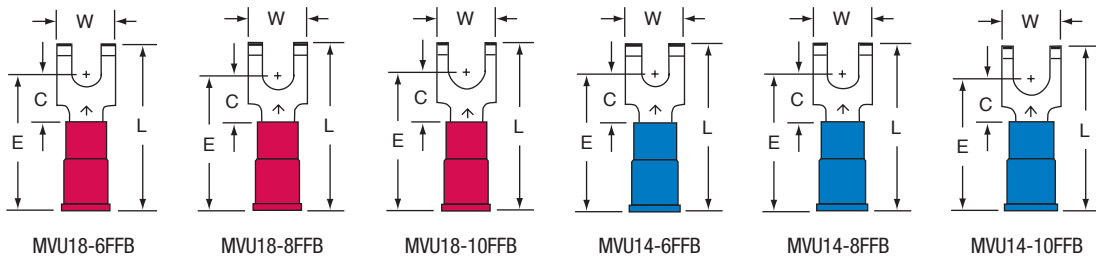 W W W W W W
C C C C C C
E L E L E L E L E L E L
MVU18-6FFB MVU18-8FFB MVU18-10FFB MVU14-6FFB MVU14-8FFB MVU14-10FFB